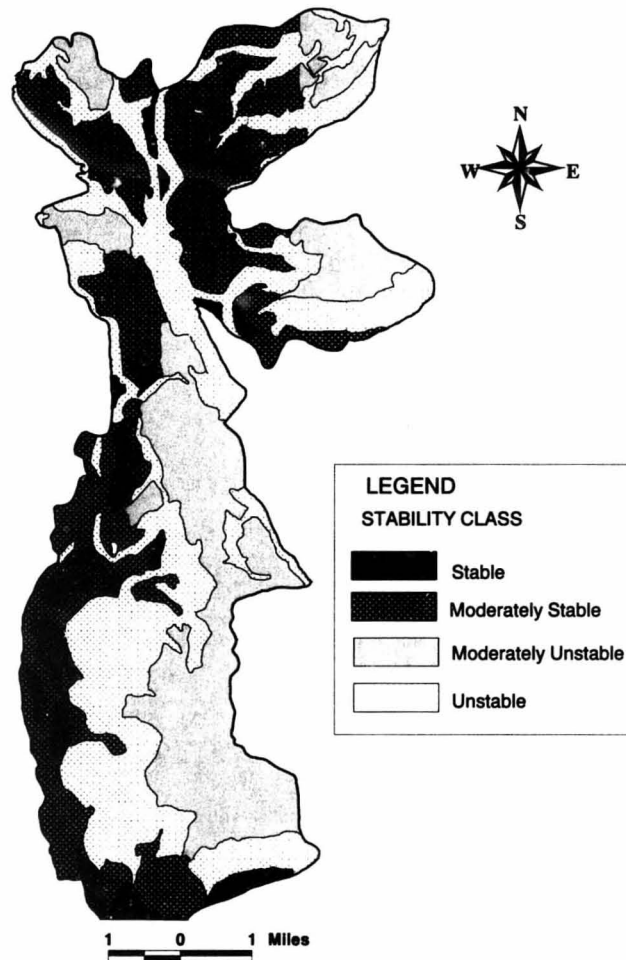 N
W E
S
LEGEND
STABILITY CLASS
Stable
Moderately Stable
Moderately Unstable
Unstable
1 0 1 Miles